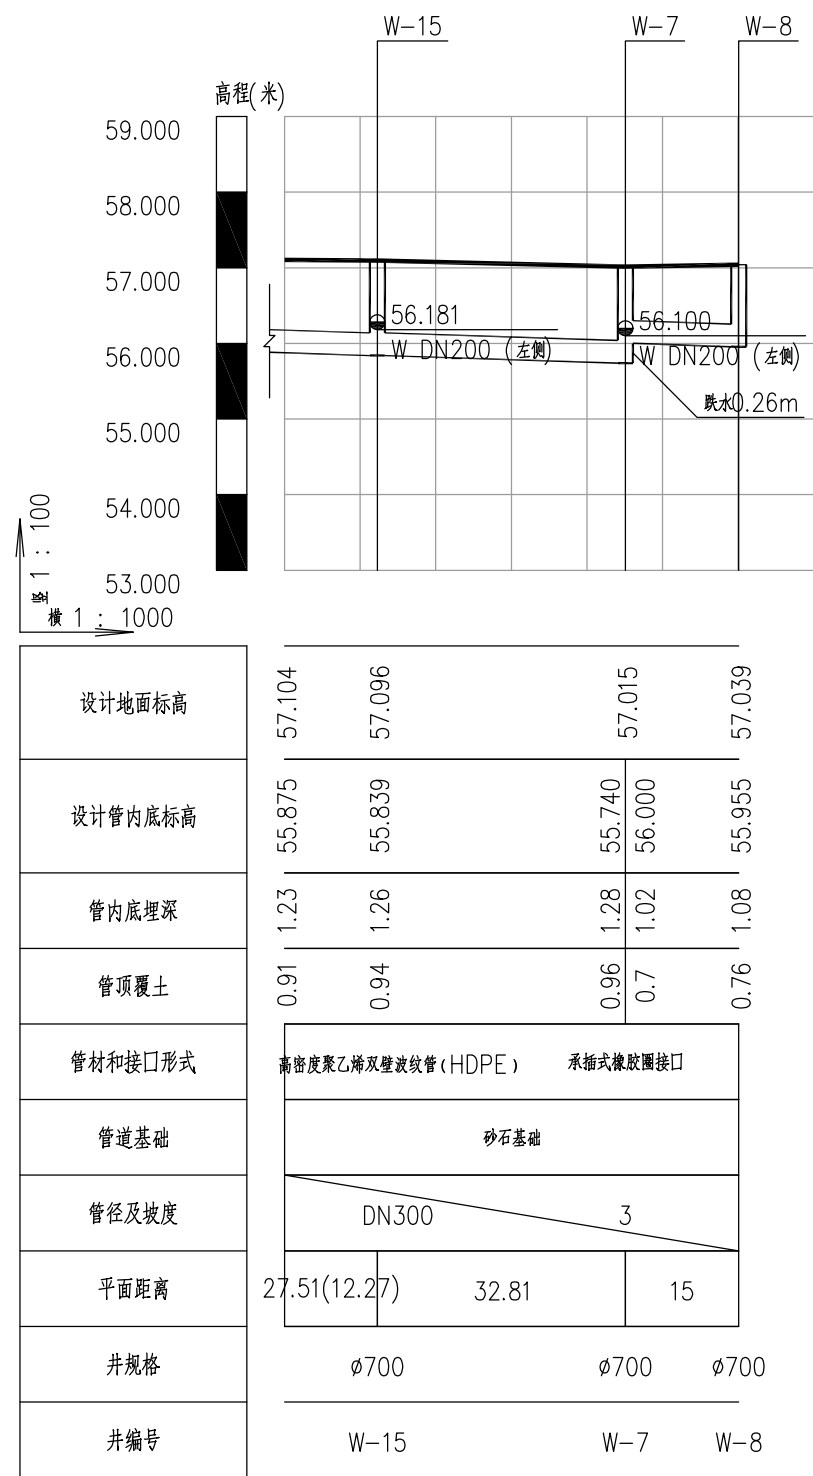 W-15 W-7 W-8
高程(米)
59.000
58.000
57.000
56.181 56.100
56.000 W DN200 (左侧) W DN200 (左侧)
跌水0.26m
55.000
54.000
53.000
竖 1 : 100
横 1 : 1000
设计地面标高 57.104 57.096 57.015 57.039
设计管内底标高 55.875 55.839 55.740 56.000 55.955
管内底埋深 1.23 1.26 1.28 1.02 1.08
管顶覆土 0.91 0.94 0.96 0.7 0.76
管材和接口形式 高密度聚乙烯双壁波纹管(HDPE) 承插式橡胶圈接口
管道基础 砂石基础
管径及坡度 DN300 3
平面距离 27.51(12.27) 32.81 15
井规格 ø700 ø700 ø700
井编号 W-15 W-7 W-8